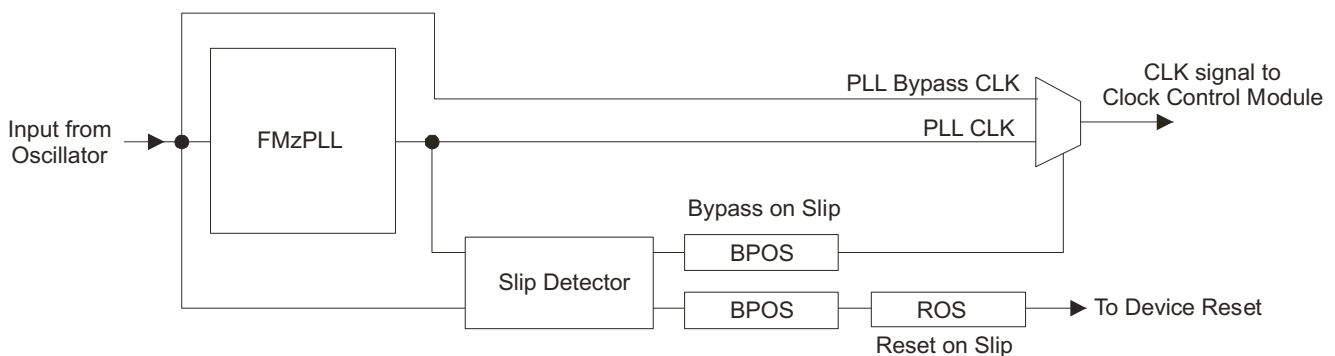 PLL Bypass CLK
CLK signal to
Clock Control Module
Input from
Oscillator
FMzPLL
PLL CLK
Bypass on Slip
BPOS
Slip Detector
BPOS
ROS
To Device Reset
Reset on Slip